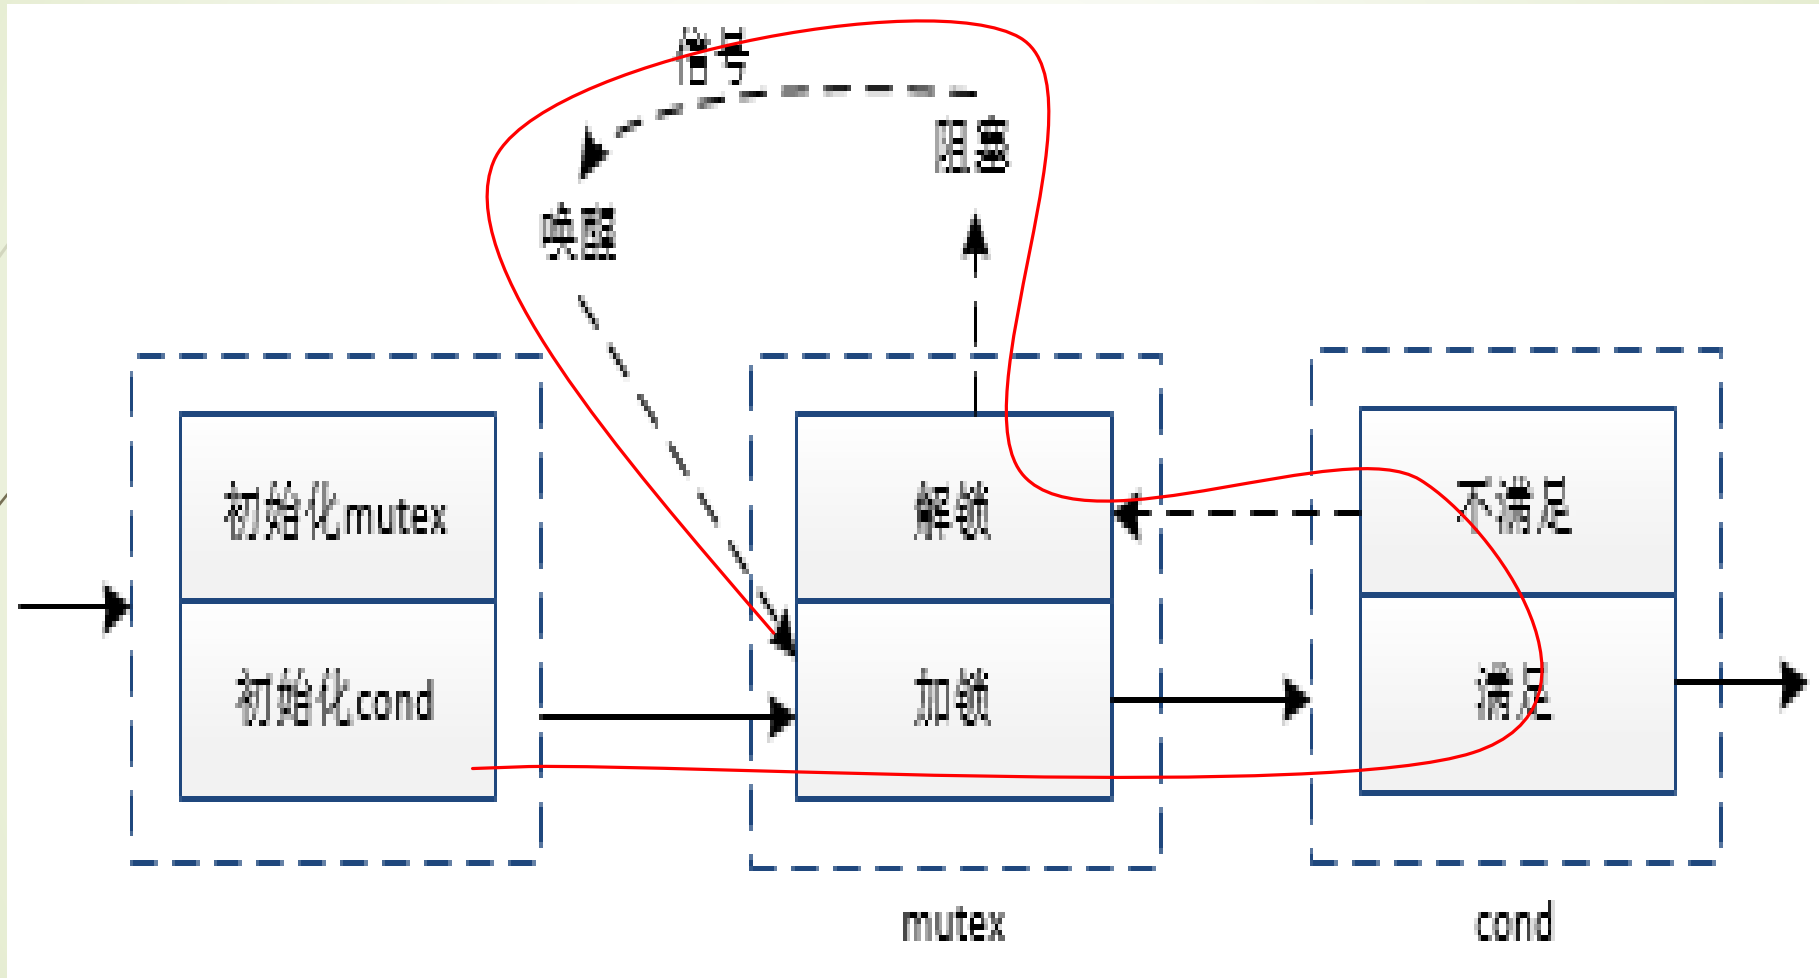 信号
阻塞
唤醒
初始化mutex
初始化cond
解锁
加锁
不满足
满足
mutex
cond